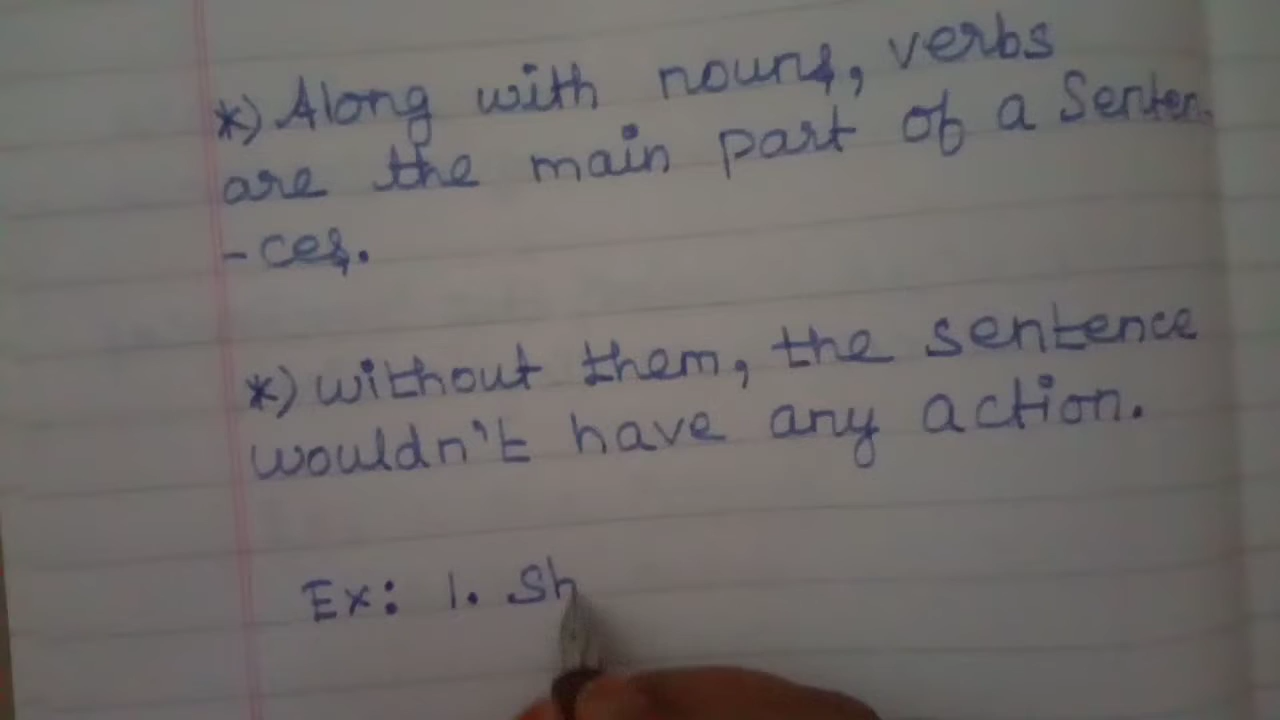 *) Along with nouns, verbs
are the main part of a Senten.
- ces.
*) without them, the sentence
wouldn't have any action.
Ex: 1. Sh